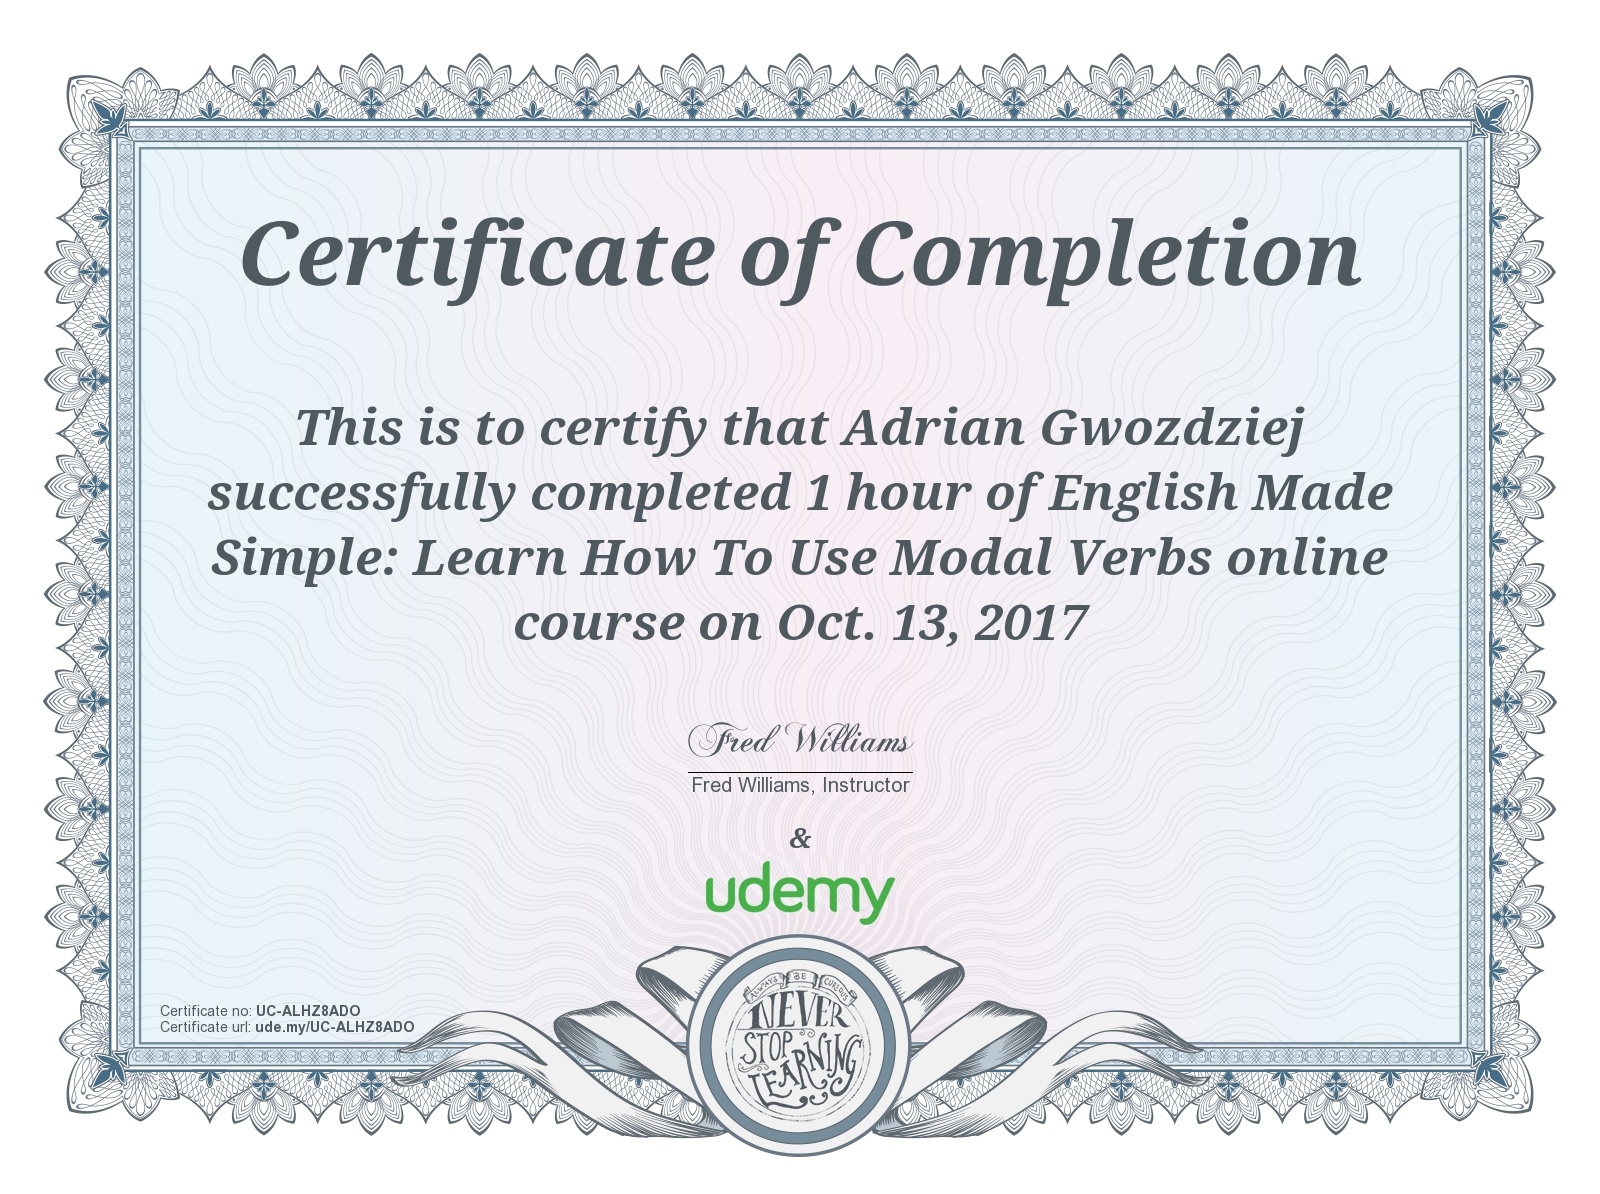 Certificate of Completion
This is to certify that Adrian Gwozdziej
successfully completed 1 hour of English Made
Simple: Learn How To Use Modal Verbs online
course on Oct. 13, 2017
Fred Williams
Fred Williams, Instructor
&
udemy
Certificate no: UC-ALHZ8ADO
Certificate url: ude.my/UC-ALHZ8ADO
ALWAYS BE CURIOUS
NEVER
STOP
LEARNING